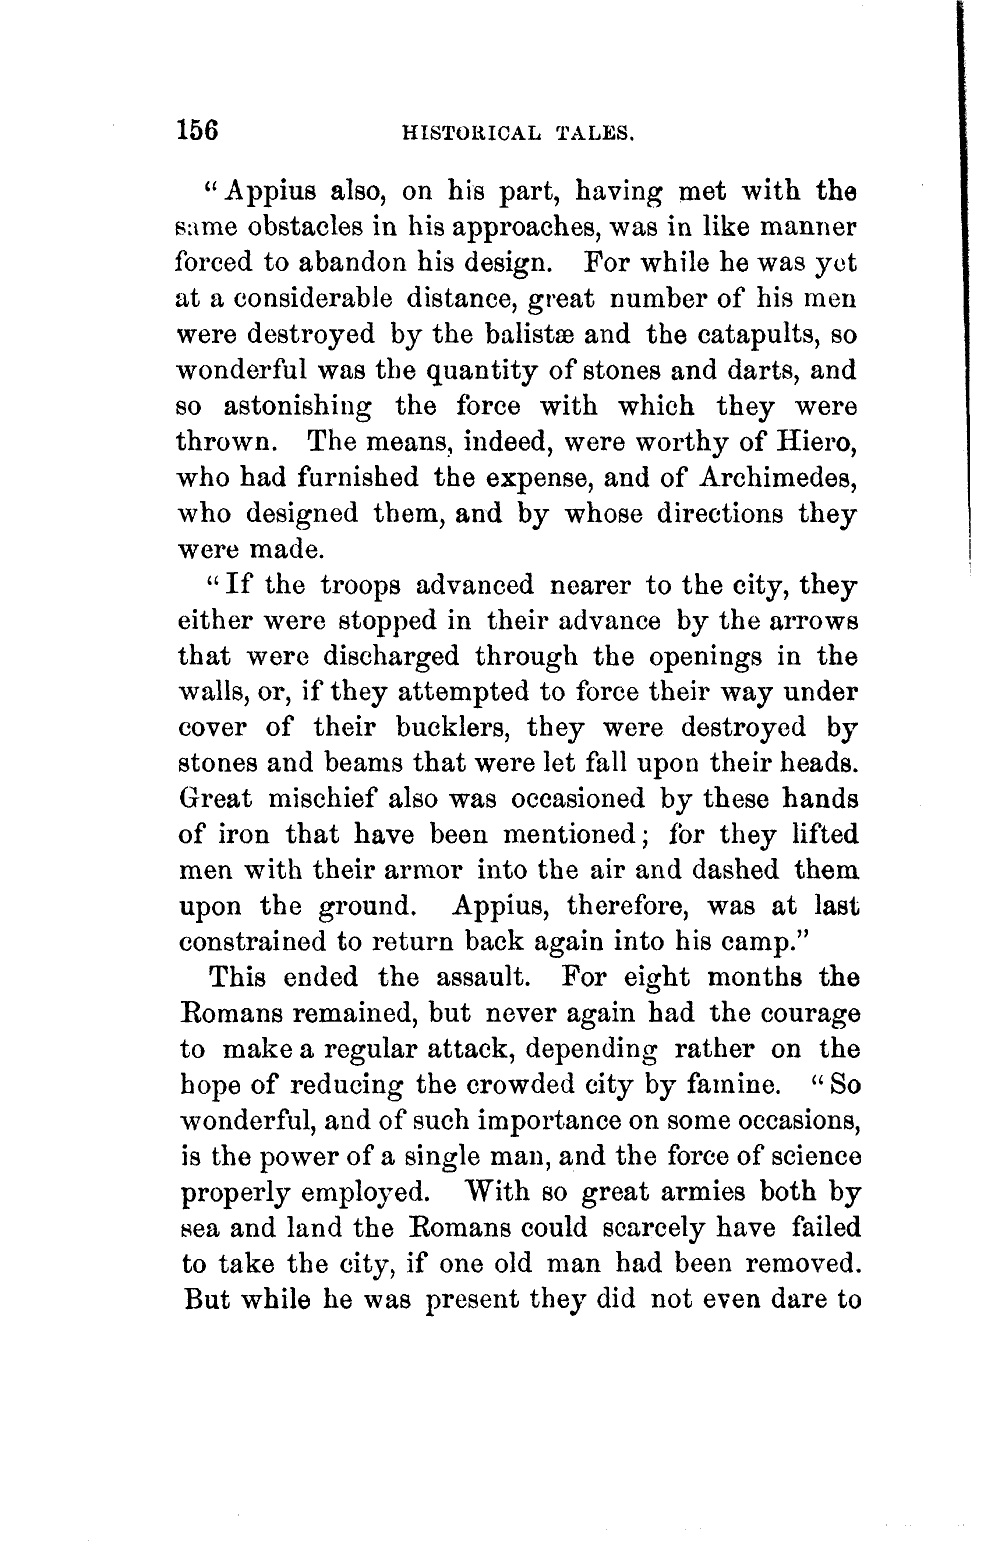 156 HISTORICAL TALES.
“Appius also, on his part, having met with the
same obstacles in his approaches, was in like manner
forced to abandon his design. For while he was yet
at a considerable distance, great number of his men
were destroyed by the balistæ and the catapults, so
wonderful was the quantity of stones and darts, and
so astonishing the force with which they were
thrown. The means, indeed, were worthy of Hiero,
who had furnished the expense, and of Archimedes,
who designed them, and by whose directions they
were made.
“If the troops advanced nearer to the city, they
either were stopped in their advance by the arrows
that were discharged through the openings in the
walls, or, if they attempted to force their way under
cover of their bucklers, they were destroyed by
stones and beams that were let fall upon their heads.
Great mischief also was occasioned by these hands
of iron that have been mentioned; for they lifted
men with their armor into the air and dashed them
upon the ground. Appius, therefore, was at last
constrained to return back again into his camp.”
This ended the assault. For eight months the
Romans remained, but never again had the courage
to make a regular attack, depending rather on the
hope of reducing the crowded city by famine. “So
wonderful, and of such importance on some occasions,
is the power of a single man, and the force of science
properly employed. With so great armies both by
sea and land the Romans could scarcely have failed
to take the city, if one old man had been removed.
But while he was present they did not even dare to